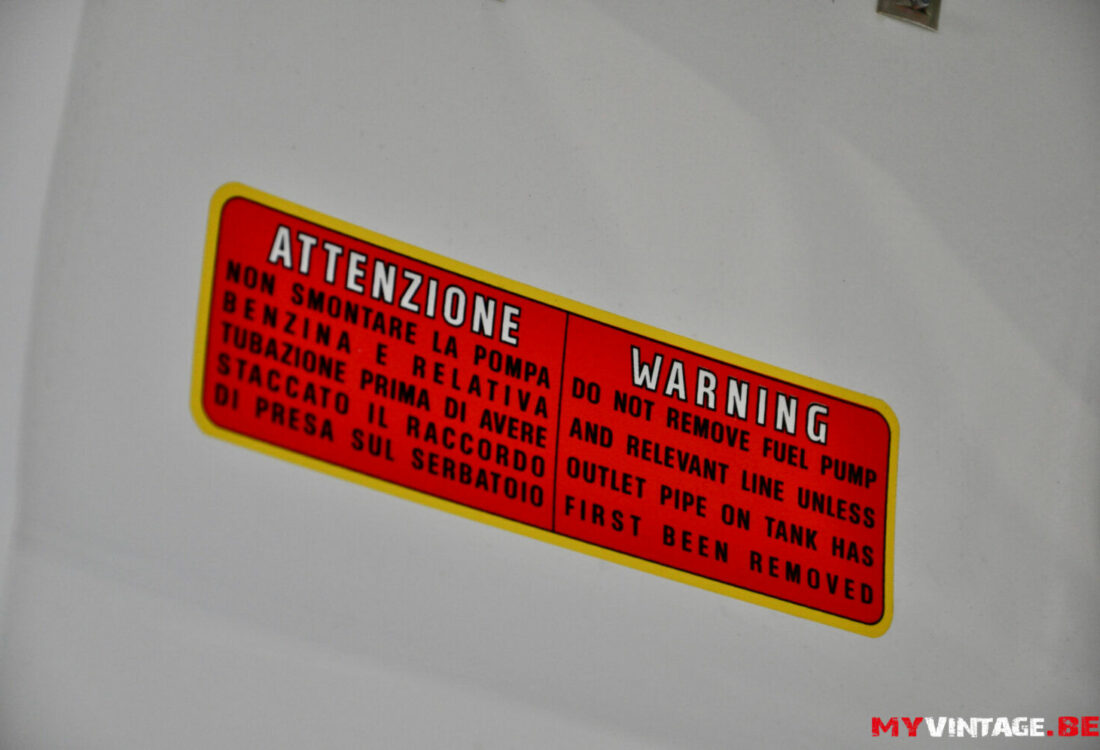 ATTENZIONE
NON SMONTARE LA POMPA
BENZINA E RELATIVA
TUBAZIONE PRIMA DI AVERE
STACCATO IL RACCORDO
DI PRESA SUL SERBATOIO
WARNING
DO NOT REMOVE FUEL PUMP
AND RELEVANT LINE UNLESS
OUTLET PIPE ON TANK HAS
FIRST BEEN REMOVED
MYVINTAGE.BE